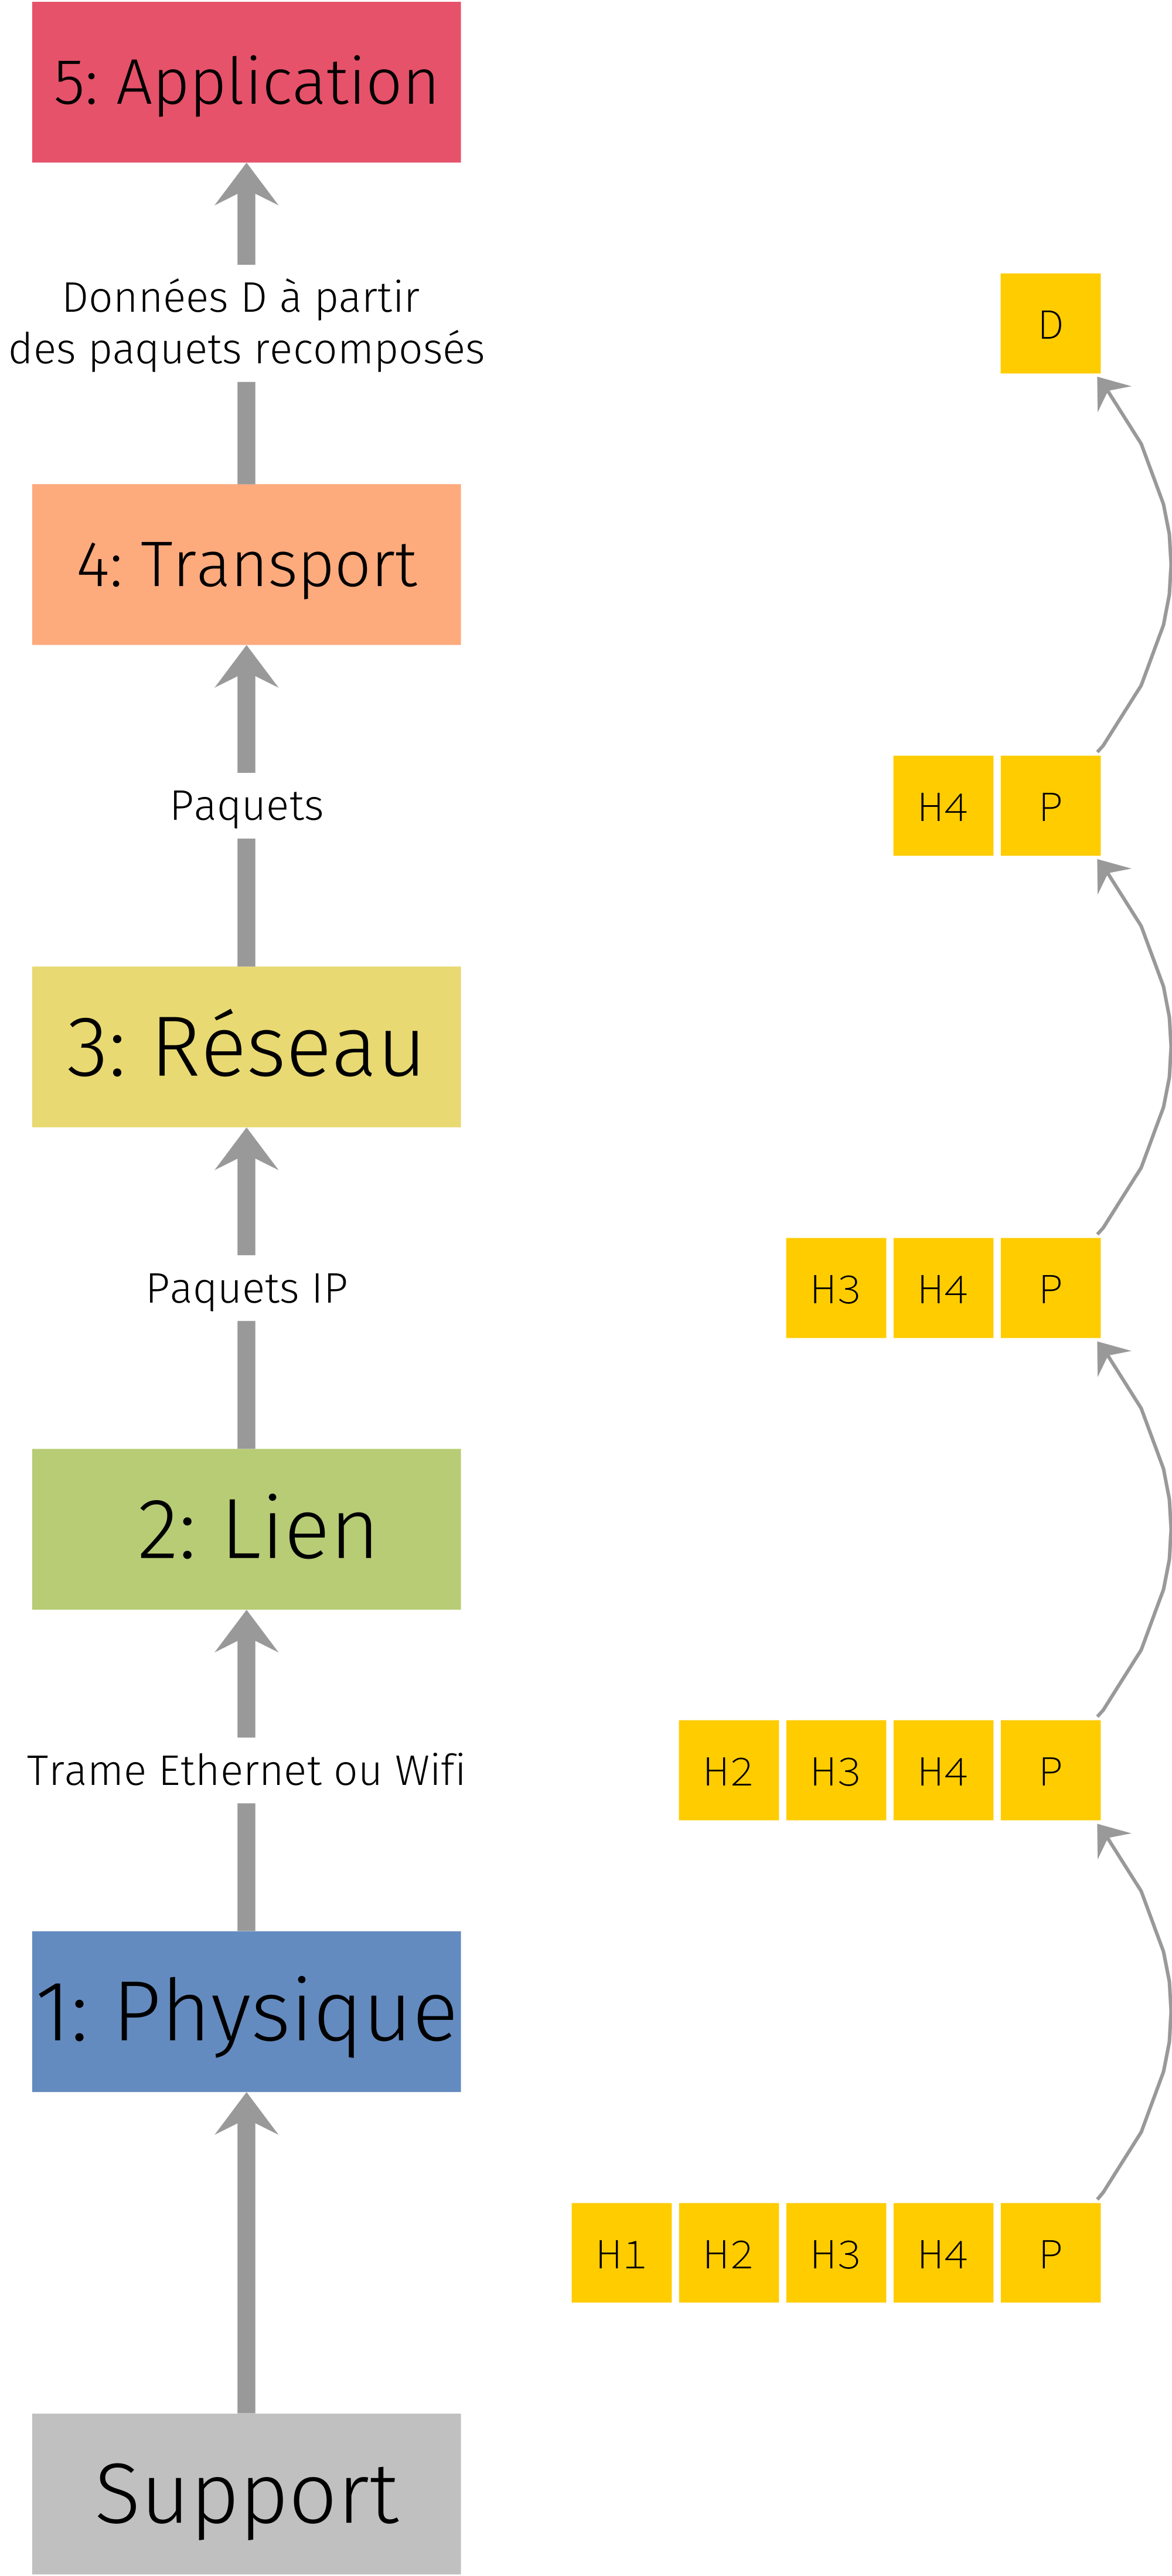 5: Application
Données D à partir
des paquets recomposés
D
4: Transport
Paquets
H4 P
3: Réseau
Paquets IP
H3 H4 P
2: Lien
Trame Ethernet ou Wifi
H2 H3 H4 P
1: Physique
H1 H2 H3 H4 P
Support